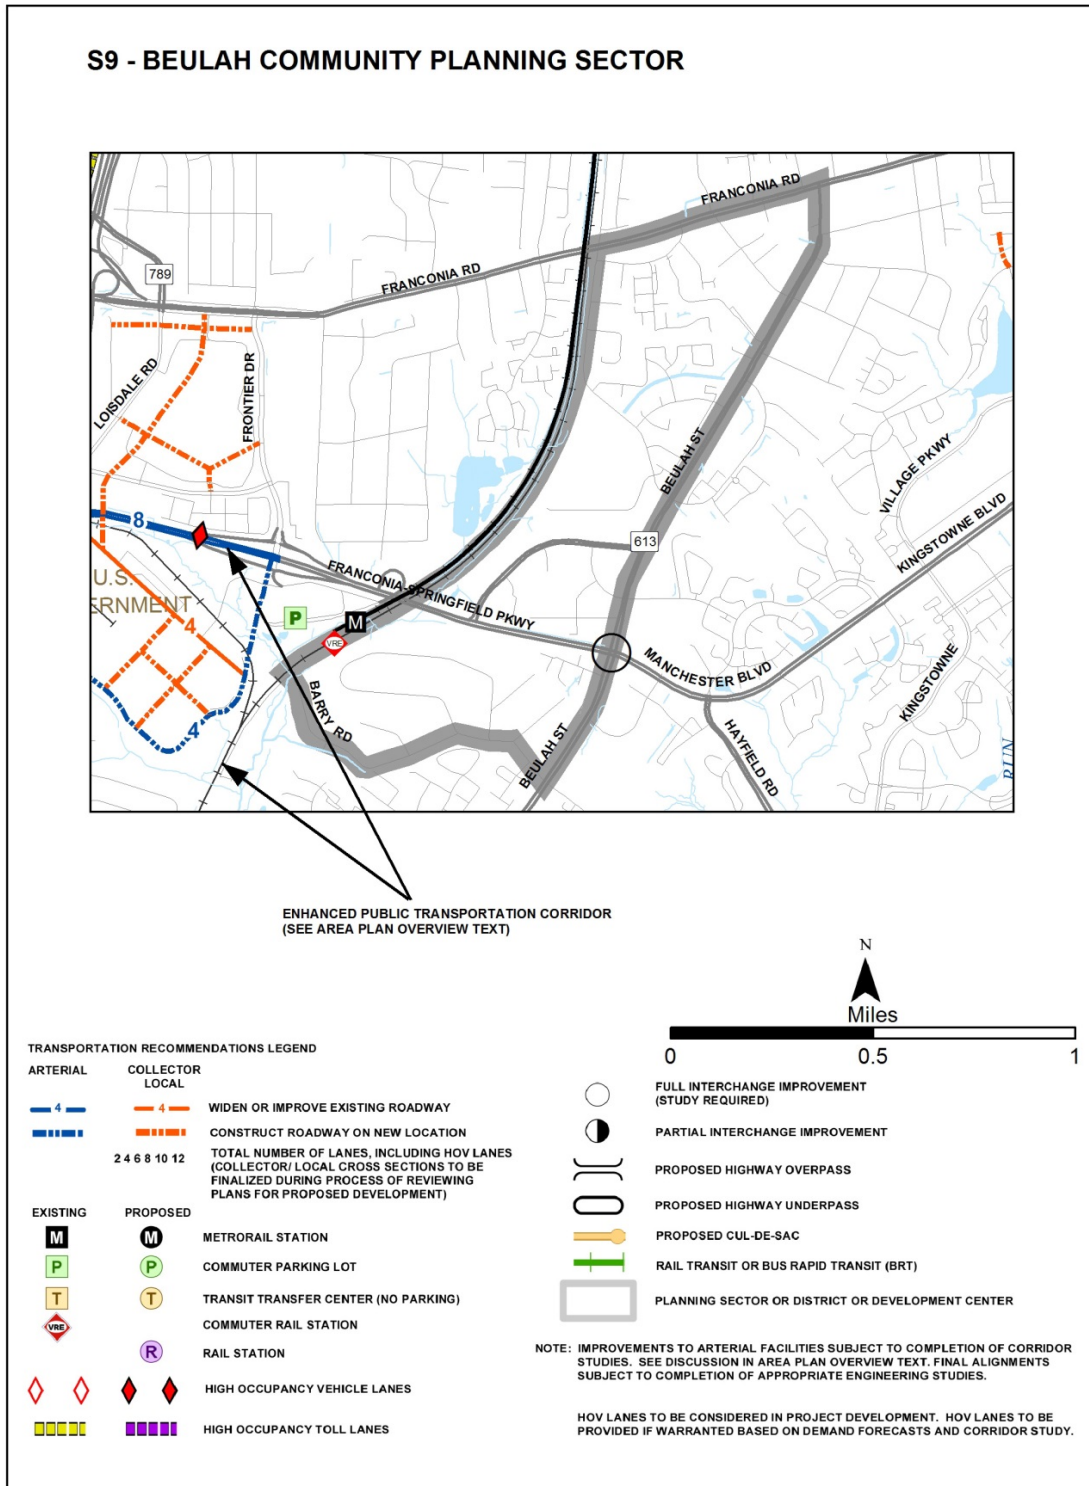 S9 - BEULAH COMMUNITY PLANNING SECTOR
FRANCONIA RD
789
FRANCONIA RD
LOISDALE RD
FRONTIER DR
BEULAH ST
VILLAGE PKWY
KINGSTOWNE BLVD
8
613
FRANCONIA-SPRINGFIELD PKWY
U.S.
ERNMENT
P
M
VRE
4
MANCHESTER BLVD
KINGSTOWNE
BARRY RD
4
BEULAH ST
HAYFIELD RD
RUN
ENHANCED PUBLIC TRANSPORTATION CORRIDOR
(SEE AREA PLAN OVERVIEW TEXT)
N
Miles
0 0.5 1
TRANSPORTATION RECOMMENDATIONS LEGEND
ARTERIAL COLLECTOR
LOCAL
4 4 WIDEN OR IMPROVE EXISTING ROADWAY
CONSTRUCT ROADWAY ON NEW LOCATION
2 4 6 8 10 12 TOTAL NUMBER OF LANES, INCLUDING HOV LANES
(COLLECTOR/ LOCAL CROSS SECTIONS TO BE
FINALIZED DURING PROCESS OF REVIEWING
PLANS FOR PROPOSED DEVELOPMENT)
EXISTING PROPOSED
M M METRORAIL STATION
P P COMMUTER PARKING LOT
T T TRANSIT TRANSFER CENTER (NO PARKING)
VRE COMMUTER RAIL STATION
R RAIL STATION
HIGH OCCUPANCY VEHICLE LANES
HIGH OCCUPANCY TOLL LANES
FULL INTERCHANGE IMPROVEMENT
(STUDY REQUIRED)
PARTIAL INTERCHANGE IMPROVEMENT
PROPOSED HIGHWAY OVERPASS
PROPOSED HIGHWAY UNDERPASS
PROPOSED CUL-DE-SAC
RAIL TRANSIT OR BUS RAPID TRANSIT (BRT)
PLANNING SECTOR OR DISTRICT OR DEVELOPMENT CENTER
NOTE: IMPROVEMENTS TO ARTERIAL FACILITIES SUBJECT TO COMPLETION OF CORRIDOR
STUDIES. SEE DISCUSSION IN AREA PLAN OVERVIEW TEXT. FINAL ALIGNMENTS
SUBJECT TO COMPLETION OF APPROPRIATE ENGINEERING STUDIES.
HOV LANES TO BE CONSIDERED IN PROJECT DEVELOPMENT. HOV LANES TO BE
PROVIDED IF WARRANTED BASED ON DEMAND FORECASTS AND CORRIDOR STUDY.